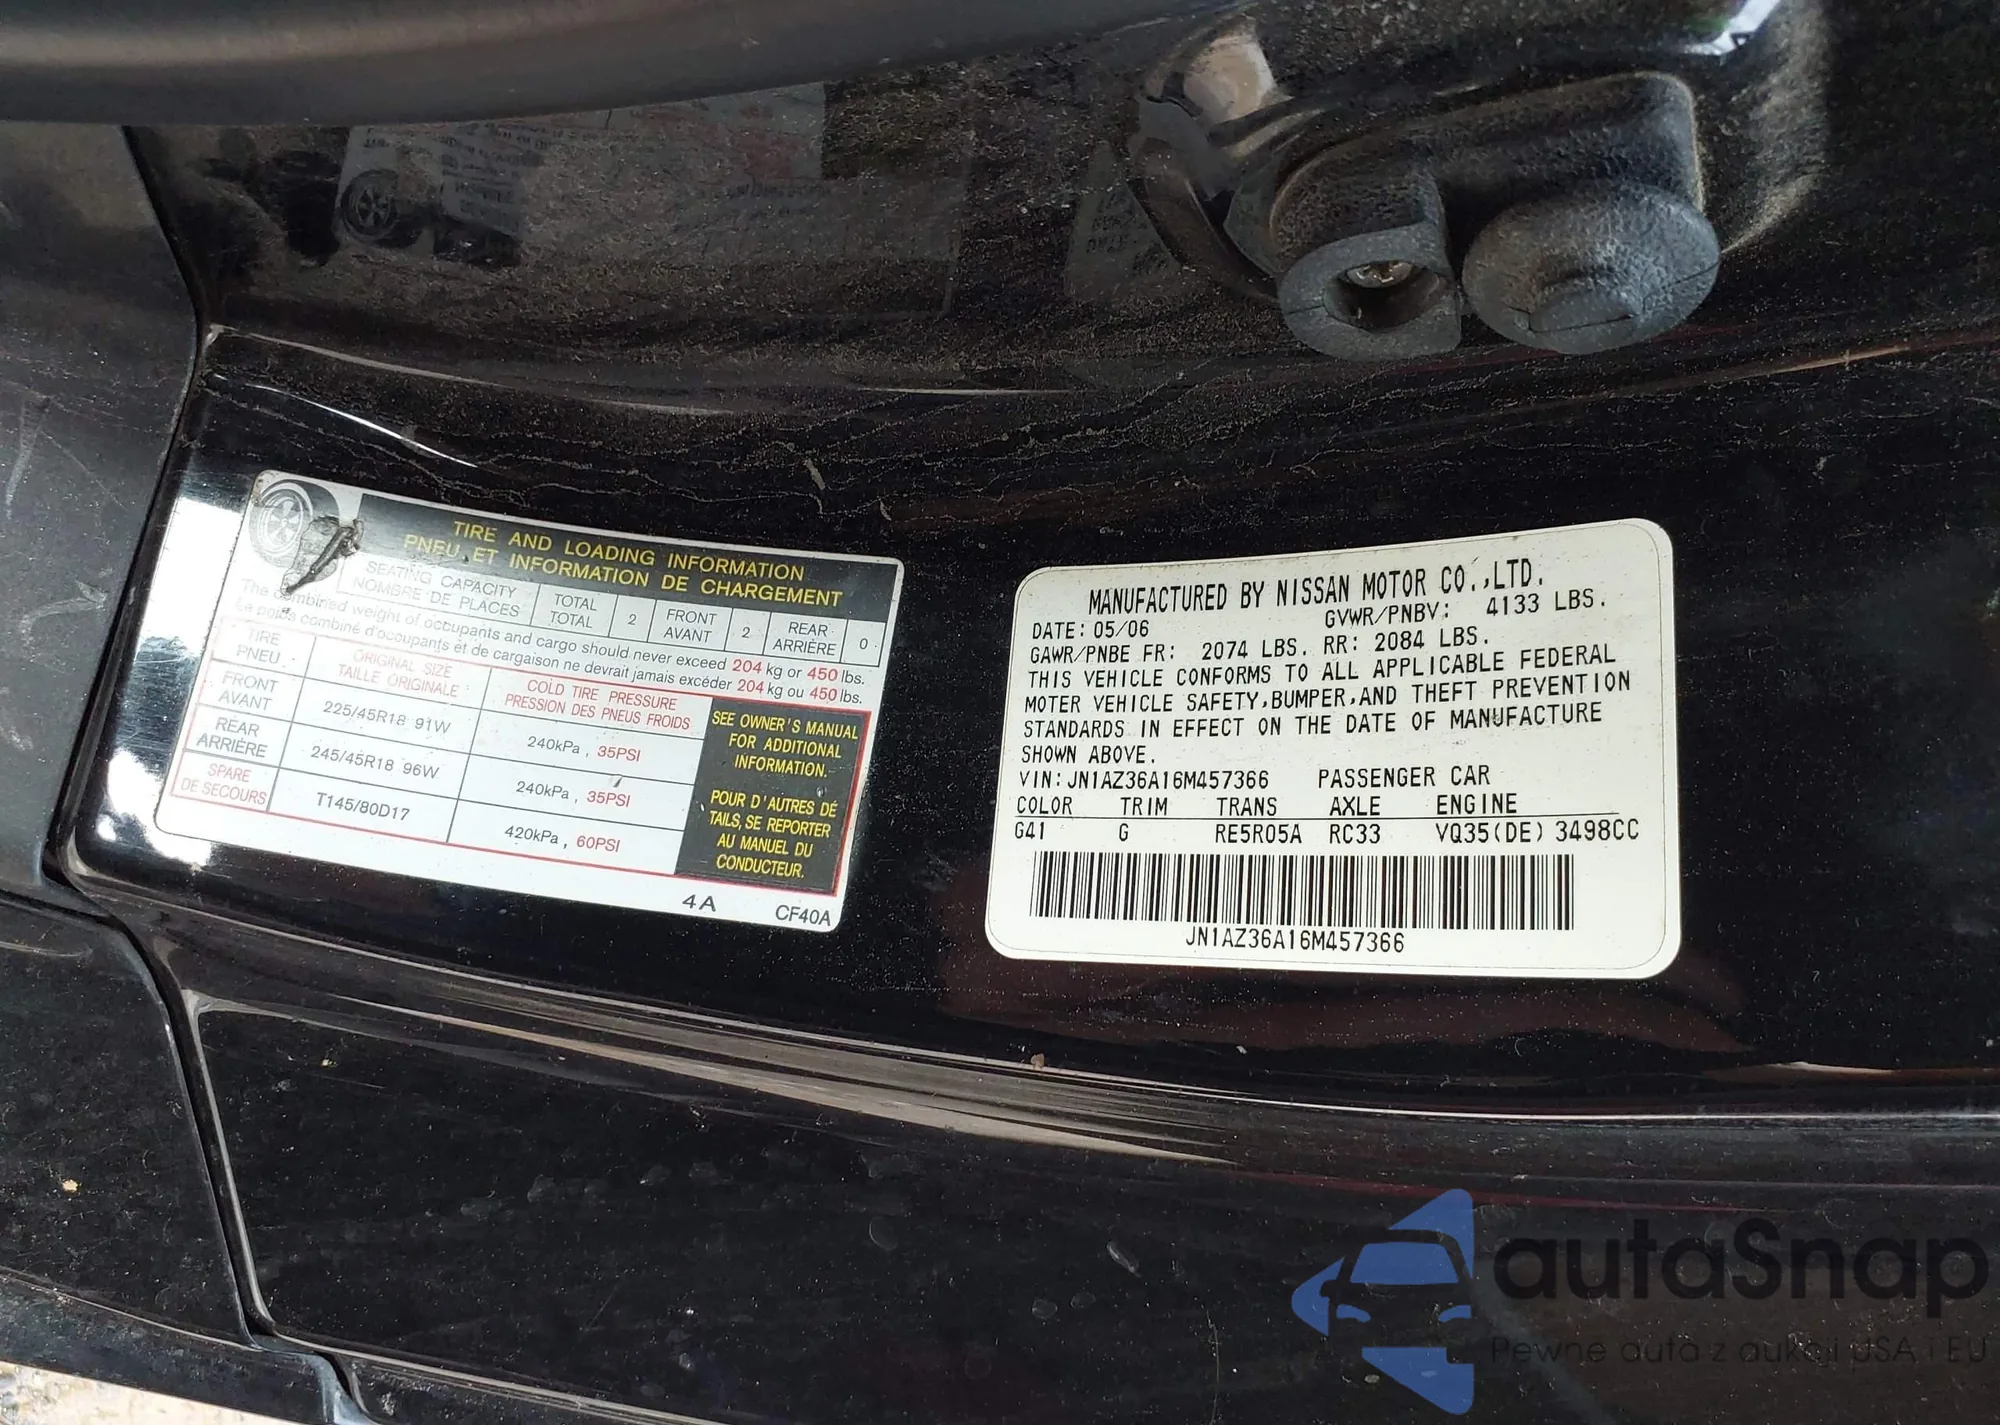 TIRE AND LOADING INFORMATION
PNEU ET INFORMATION DE CHARGEMENT
SEATING CAPACITY
NOMBRE DE PLACES
TOTAL
TOTAL
2
FRONT
AVANT
2
REAR
ARRIÈRE
0
The combined weight of occupants and cargo should never exceed 204 kg or 450 lbs.
Le poids combiné d'occupants et de cargaison ne devrait jamais excéder 204 kg ou 450 lbs.
TIRE
PNEU
ORIGINAL SIZE
TAILLE ORIGINALE
COLD TIRE PRESSURE
PRESSION DES PNEUS FROIDS
FRONT
AVANT
225/45R18 91W
240kPa , 35PSI
REAR
ARRIÈRE
245/45R18 96W
240kPa , 35PSI
SPARE
DE SECOURS
T145/80D17
420kPa , 60PSI
SEE OWNER'S MANUAL
FOR ADDITIONAL
INFORMATION.
POUR D'AUTRES DÉ
TAILS, SE REPORTER
AU MANUEL DU
CONDUCTEUR.
4A CF40A
MANUFACTURED BY NISSAN MOTOR CO.,LTD.
DATE: 05/06 GVWR/PNBV: 4133 LBS.
GAWR/PNBE FR: 2074 LBS. RR: 2084 LBS.
THIS VEHICLE CONFORMS TO ALL APPLICABLE FEDERAL
MOTER VEHICLE SAFETY,BUMPER,AND THEFT PREVENTION
STANDARDS IN EFFECT ON THE DATE OF MANUFACTURE
SHOWN ABOVE.
VIN: JN1AZ36A16M457366 PASSENGER CAR
COLOR TRIM TRANS AXLE ENGINE
G41 G RE5R05A RC33 VQ35(DE) 3498CC
JN1AZ36A16M457366
autaSnap
Pewne auta z aukcji USA i EU